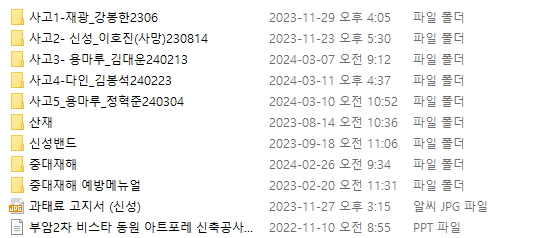 사고1-재광_강봉한2306 2023-11-29 오후 4:05 파일 폴더
사고2- 신성_이호진(사망)230814 2023-11-23 오전 5:30 파일 폴더
사고3- 용마루_김대운240213 2024-03-07 오전 9:12 파일 폴더
사고4-다인_김봉석240223 2024-03-11 오후 4:37 파일 폴더
사고5_용마루_정혁준240304 2024-03-10 오전 10:52 파일 폴더
산재 2023-08-14 오전 10:36 파일 폴더
신성밴드 2023-09-18 오전 11:06 파일 폴더
중대재해 2024-02-26 오전 9:34 파일 폴더
중대재해 예방메뉴얼 2023-02-20 오전 11:31 파일 폴더
과태료 고지서 (신성) 2023-11-27 오후 3:15 알씨 JPG 파일
부암2차 비스타 동원 아트포레 신축공사... 2022-11-10 오전 8:55 PPT 파일